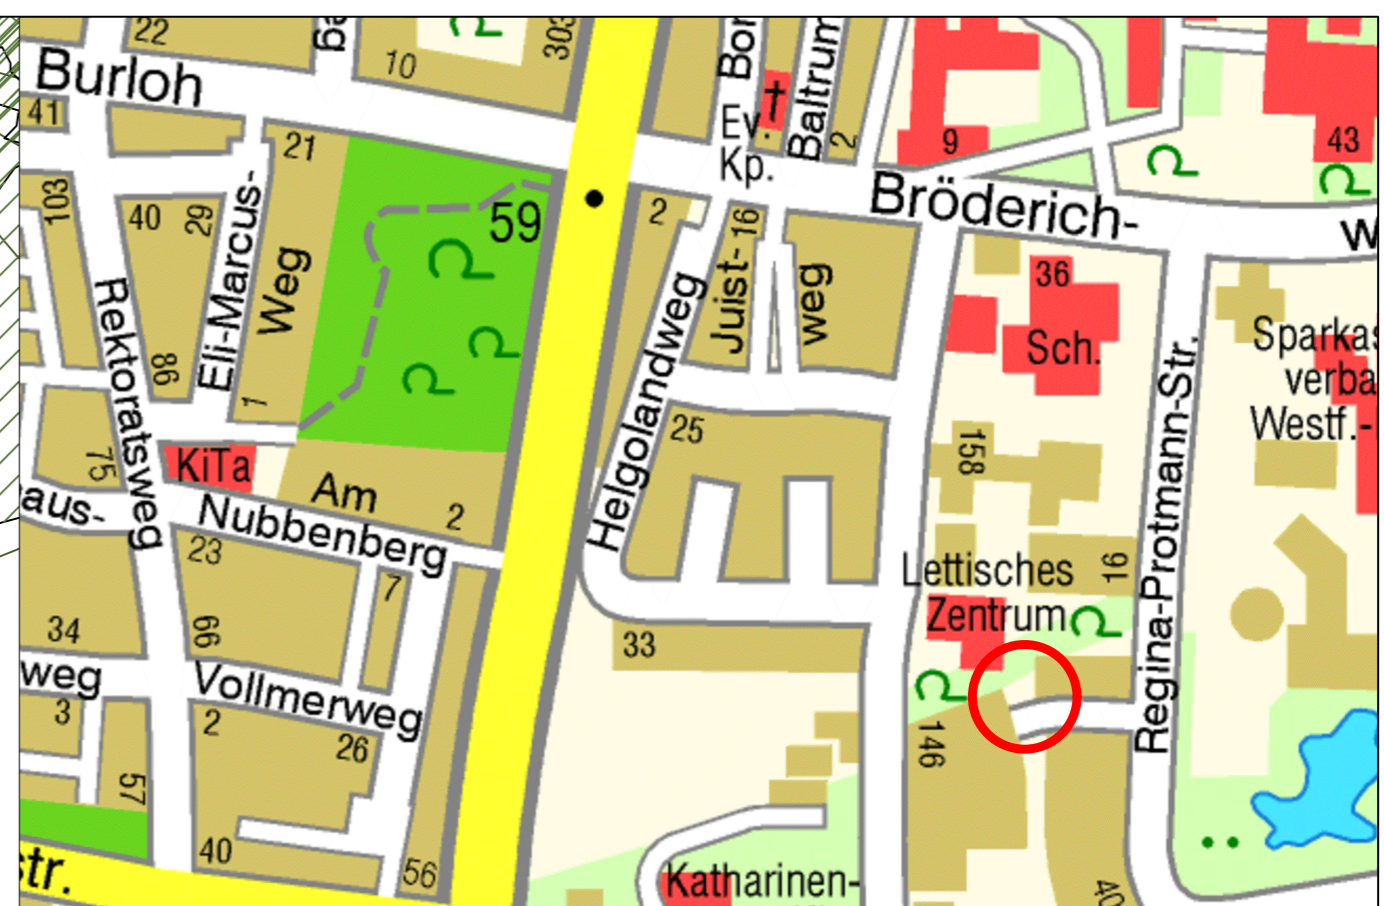 22
10
303
Burloh
41
21
Bor
Baltrum
Ev.
Kp.
2
9
43
103
40
29
Eli-Marcus-
Weg
59
2
16
Bröderich-
w
Rektoratsweg
86
1
Helgolandweg
Juist-
weg
36
Sch.
Sparkas
verba
Westf.-
75
KiTa
25
158
Regina-Protmann-Str.
aus-
Am
Nubbenberg
2
23
7
16
Lettisches
Zentrum
34
66
33
weg
Vollmerweg
3
2
26
146
57
40
56
str.
Katharinen-
40